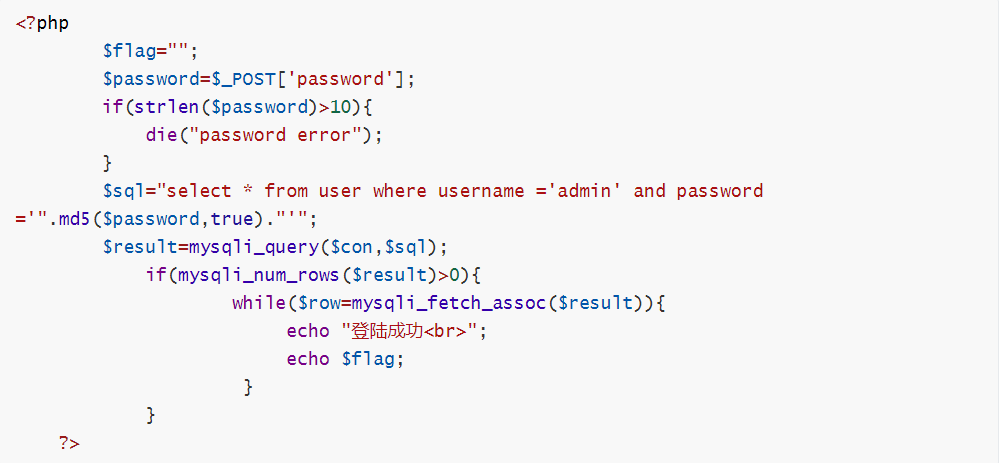 <?php
        $flag="";
        $password=$_POST['password'];
        if(strlen($password)>10){
            die("password error");
        }
        $sql="select * from user where username ='admin' and password
='".md5($password,true)."'";
        $result=mysqli_query($con,$sql);
            if(mysqli_num_rows($result)>0){
                    while($row=mysqli_fetch_assoc($result)){
                         echo "登陆成功<br>";
                         echo $flag;
                     }
            }
    ?>